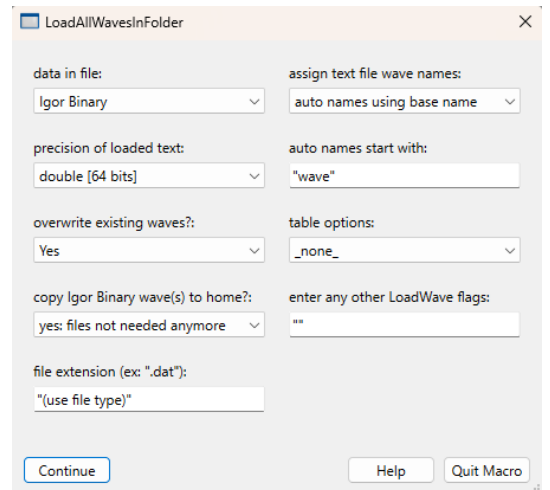 LoadAllWavesInFolder
data in file:
Igor Binary
assign text file wave names:
auto names using base name
precision of loaded text:
double [64 bits]
auto names start with:
"wave"
overwrite existing waves?:
Yes
table options:
_none_
copy Igor Binary wave(s) to home?:
yes: files not needed anymore
enter any other LoadWave flags:
""
file extension (ex: ".dat"):
"(use file type)"
Continue
Help
Quit Macro